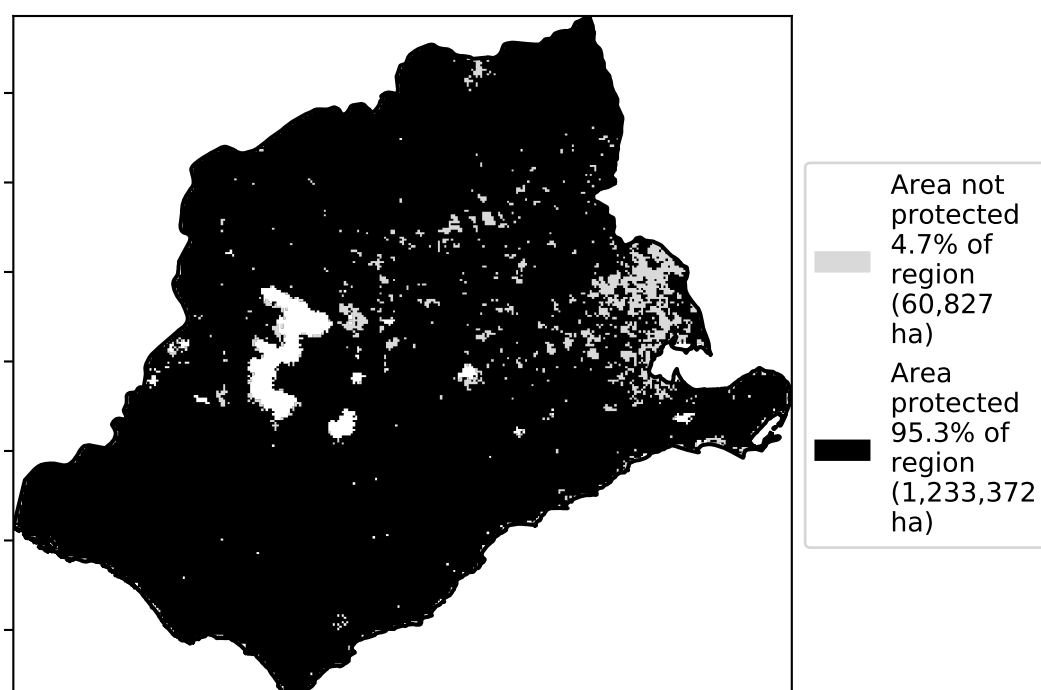 Area not
protected
4.7% of
region
(60,827
ha)
Area
protected
95.3% of
region
(1,233,372
ha)